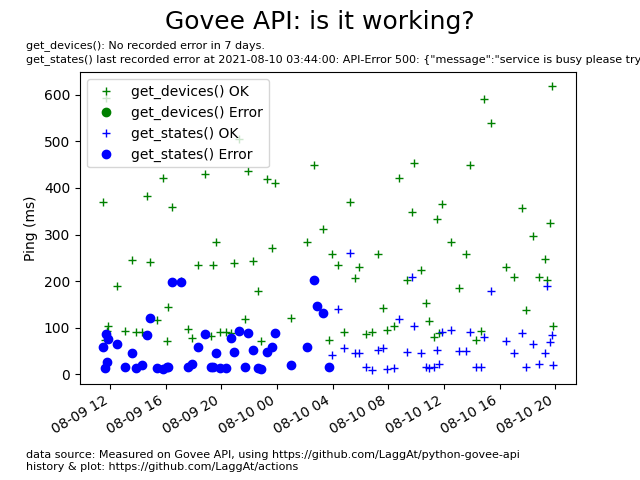 Govee API: is it working?
get_devices(): No recorded error in 7 days.
get_states() last recorded error at 2021-08-10 03:44:00: API-Error 500: {"message":"service is busy please try
get_devices() OK
get_devices() Error
get_states() OK
get_states() Error
Ping (ms)
600
500
400
300
200
100
0
08-09 12
08-09 16
08-09 20
08-10 00
08-10 04
08-10 08
08-10 12
08-10 16
08-10 20
data source: Measured on Govee API, using https://github.com/LaggAt/python-govee-api
history & plot: https://github.com/LaggAt/actions